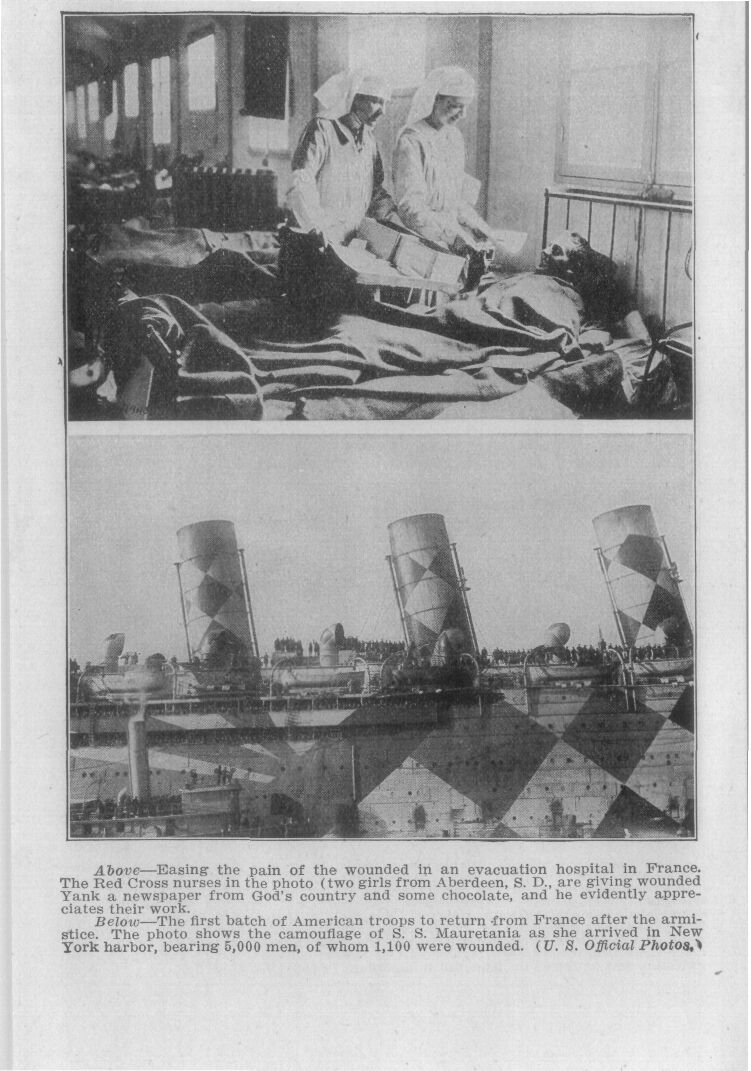 Above—Easing the pain of the wounded in an evacuation hospital in France.
The Red Cross nurses in the photo (two girls from Aberdeen, S. D., are giving wounded
Yank a newspaper from God's country and some chocolate, and he evidently appre-
ciates their work.
Below—The first batch of American troops to return from France after the armi-
stice. The photo shows the camouflage of S. S. Mauretania as she arrived in New
York harbor, bearing 5,000 men, of whom 1,100 were wounded. (U. S. Official Photos.)